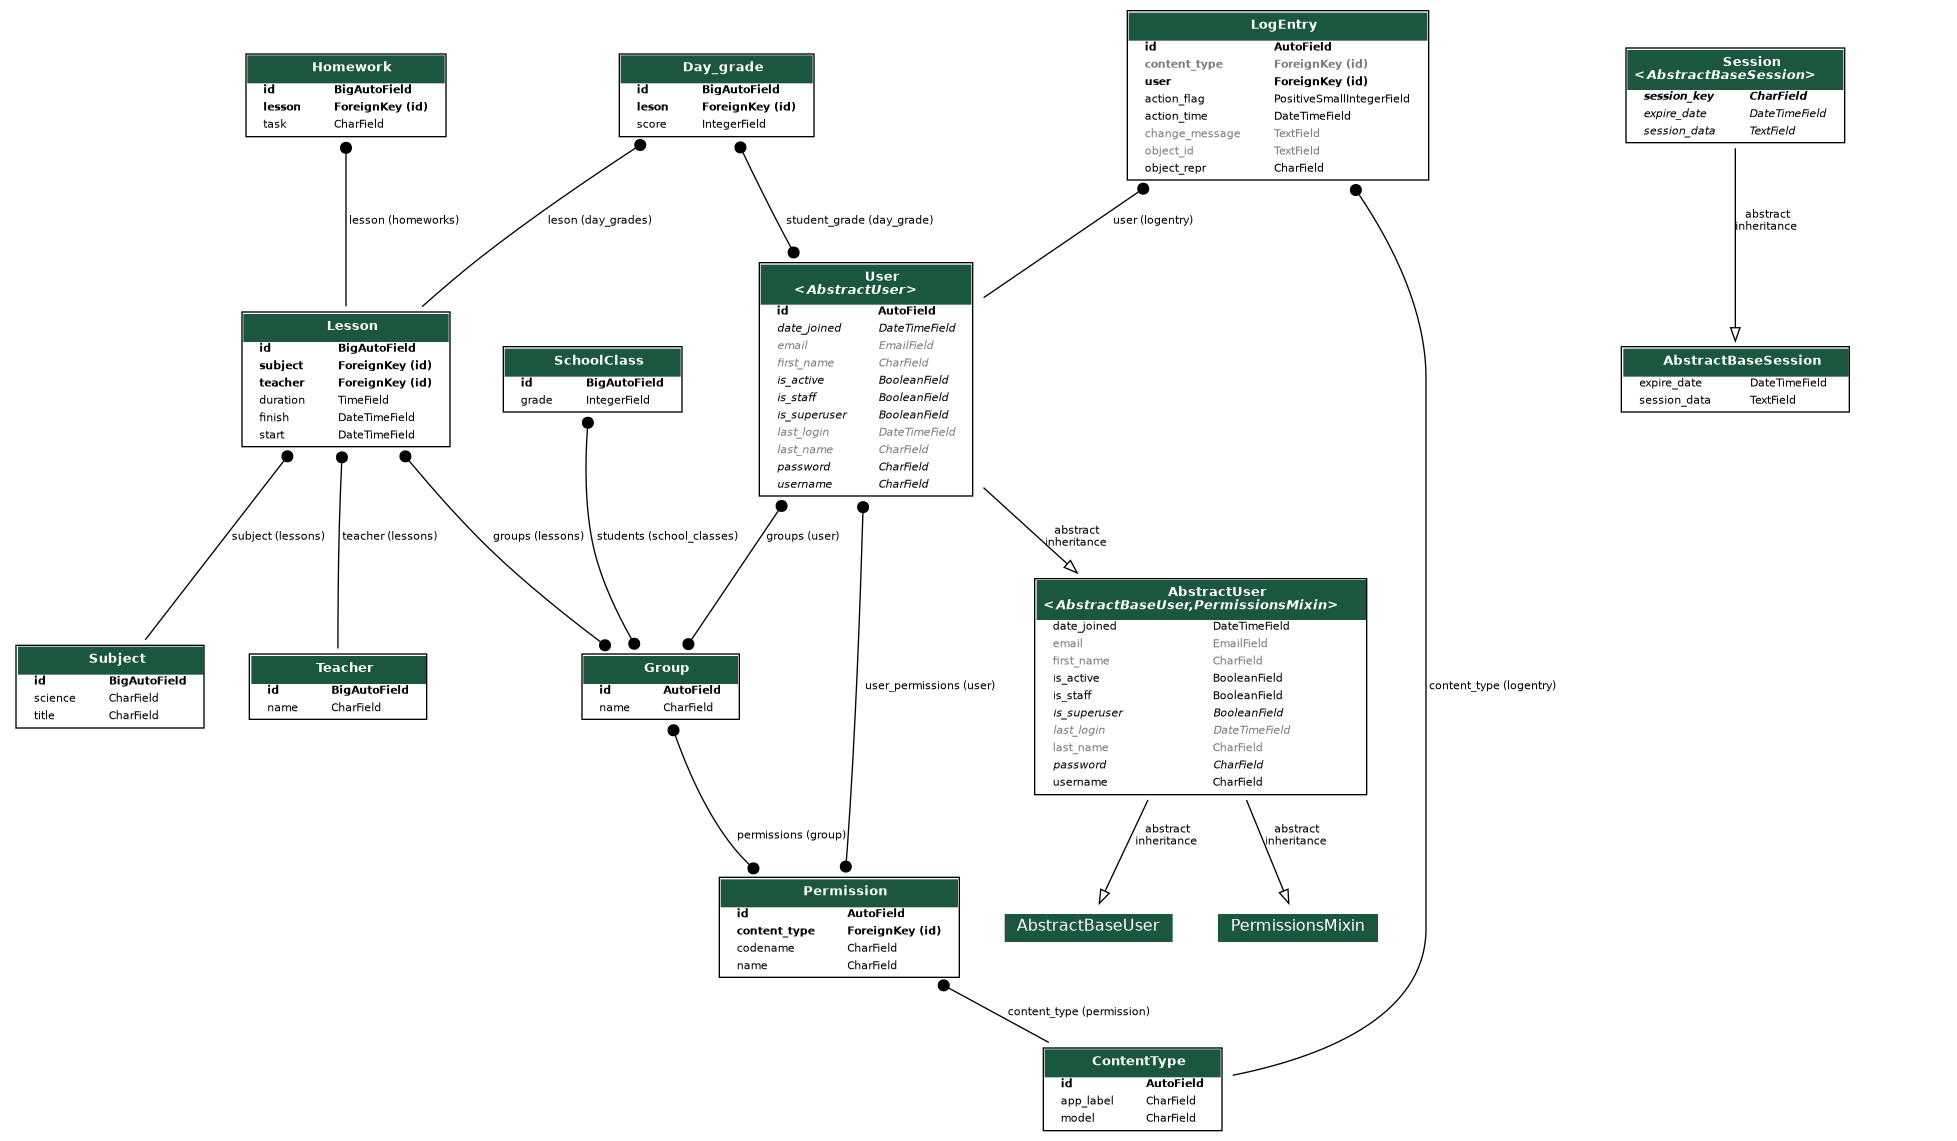 Homework
id BigAutoField
lesson ForeignKey (id)
task CharField
Day_grade
id BigAutoField
leson ForeignKey (id)
score IntegerField
LogEntry
id AutoField
content_type ForeignKey (id)
user ForeignKey (id)
action_flag PositiveSmallIntegerField
action_time DateTimeField
change_message TextField
object_id TextField
object_repr CharField
Session
<AbstractBaseSession>
session_key CharField
expire_date DateTimeField
session_data TextField
lesson (homeworks)
leson (day_grades)
student_grade (day_grade)
user (logentry)
abstract
inheritance
Lesson
id BigAutoField
subject ForeignKey (id)
teacher ForeignKey (id)
duration TimeField
finish DateTimeField
start DateTimeField
SchoolClass
id BigAutoField
grade IntegerField
User
<AbstractUser>
id AutoField
date_joined DateTimeField
email EmailField
first_name CharField
is_active BooleanField
is_staff BooleanField
is_superuser BooleanField
last_login DateTimeField
last_name CharField
password CharField
username CharField
AbstractBaseSession
expire_date DateTimeField
session_data TextField
subject (lessons)
teacher (lessons)
groups (lessons)
students (school_classes)
groups (user)
abstract
inheritance
Subject
id BigAutoField
science CharField
title CharField
Teacher
id BigAutoField
name CharField
Group
id AutoField
name CharField
user_permissions (user)
AbstractUser
<AbstractBaseUser,PermissionsMixin>
date_joined DateTimeField
email EmailField
first_name CharField
is_active BooleanField
is_staff BooleanField
is_superuser BooleanField
last_login DateTimeField
last_name CharField
password CharField
username CharField
content_type (logentry)
permissions (group)
abstract
inheritance
abstract
inheritance
Permission
id AutoField
content_type ForeignKey (id)
codename CharField
name CharField
AbstractBaseUser
PermissionsMixin
content_type (permission)
ContentType
id AutoField
app_label CharField
model CharField